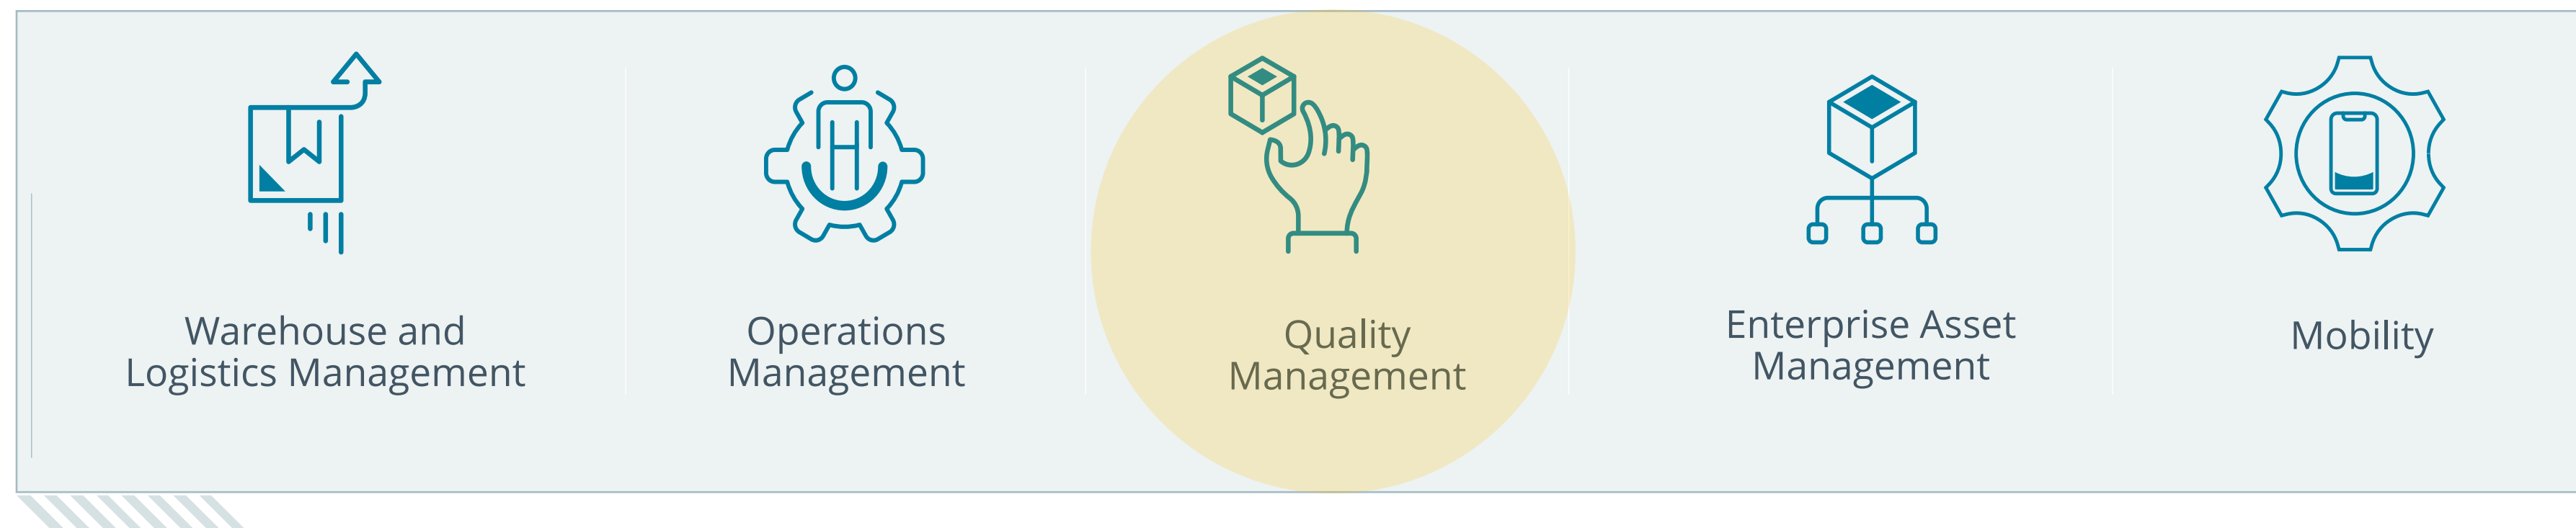 Warehouse and
Logistics Management
Operations
Management
Quality
Management
Enterprise Asset
Management
Mobility